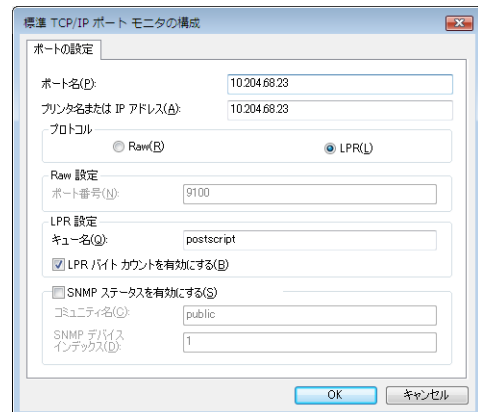 標準 TCP/IP ポート モニタの構成
ポートの設定
ポート名(P): 10.204.68.23
プリンタ名または IP アドレス(A): 10.204.68.23
プロトコル
Raw(R) LPR(L)
Raw 設定
ポート番号(N): 9100
LPR 設定
キュー名(Q): postscript
LPR バイト カウントを有効にする(B)
SNMP ステータスを有効にする(S)
コミュニティ名(C): public
SNMP デバイス
インデックス(D): 1
OK キャンセル